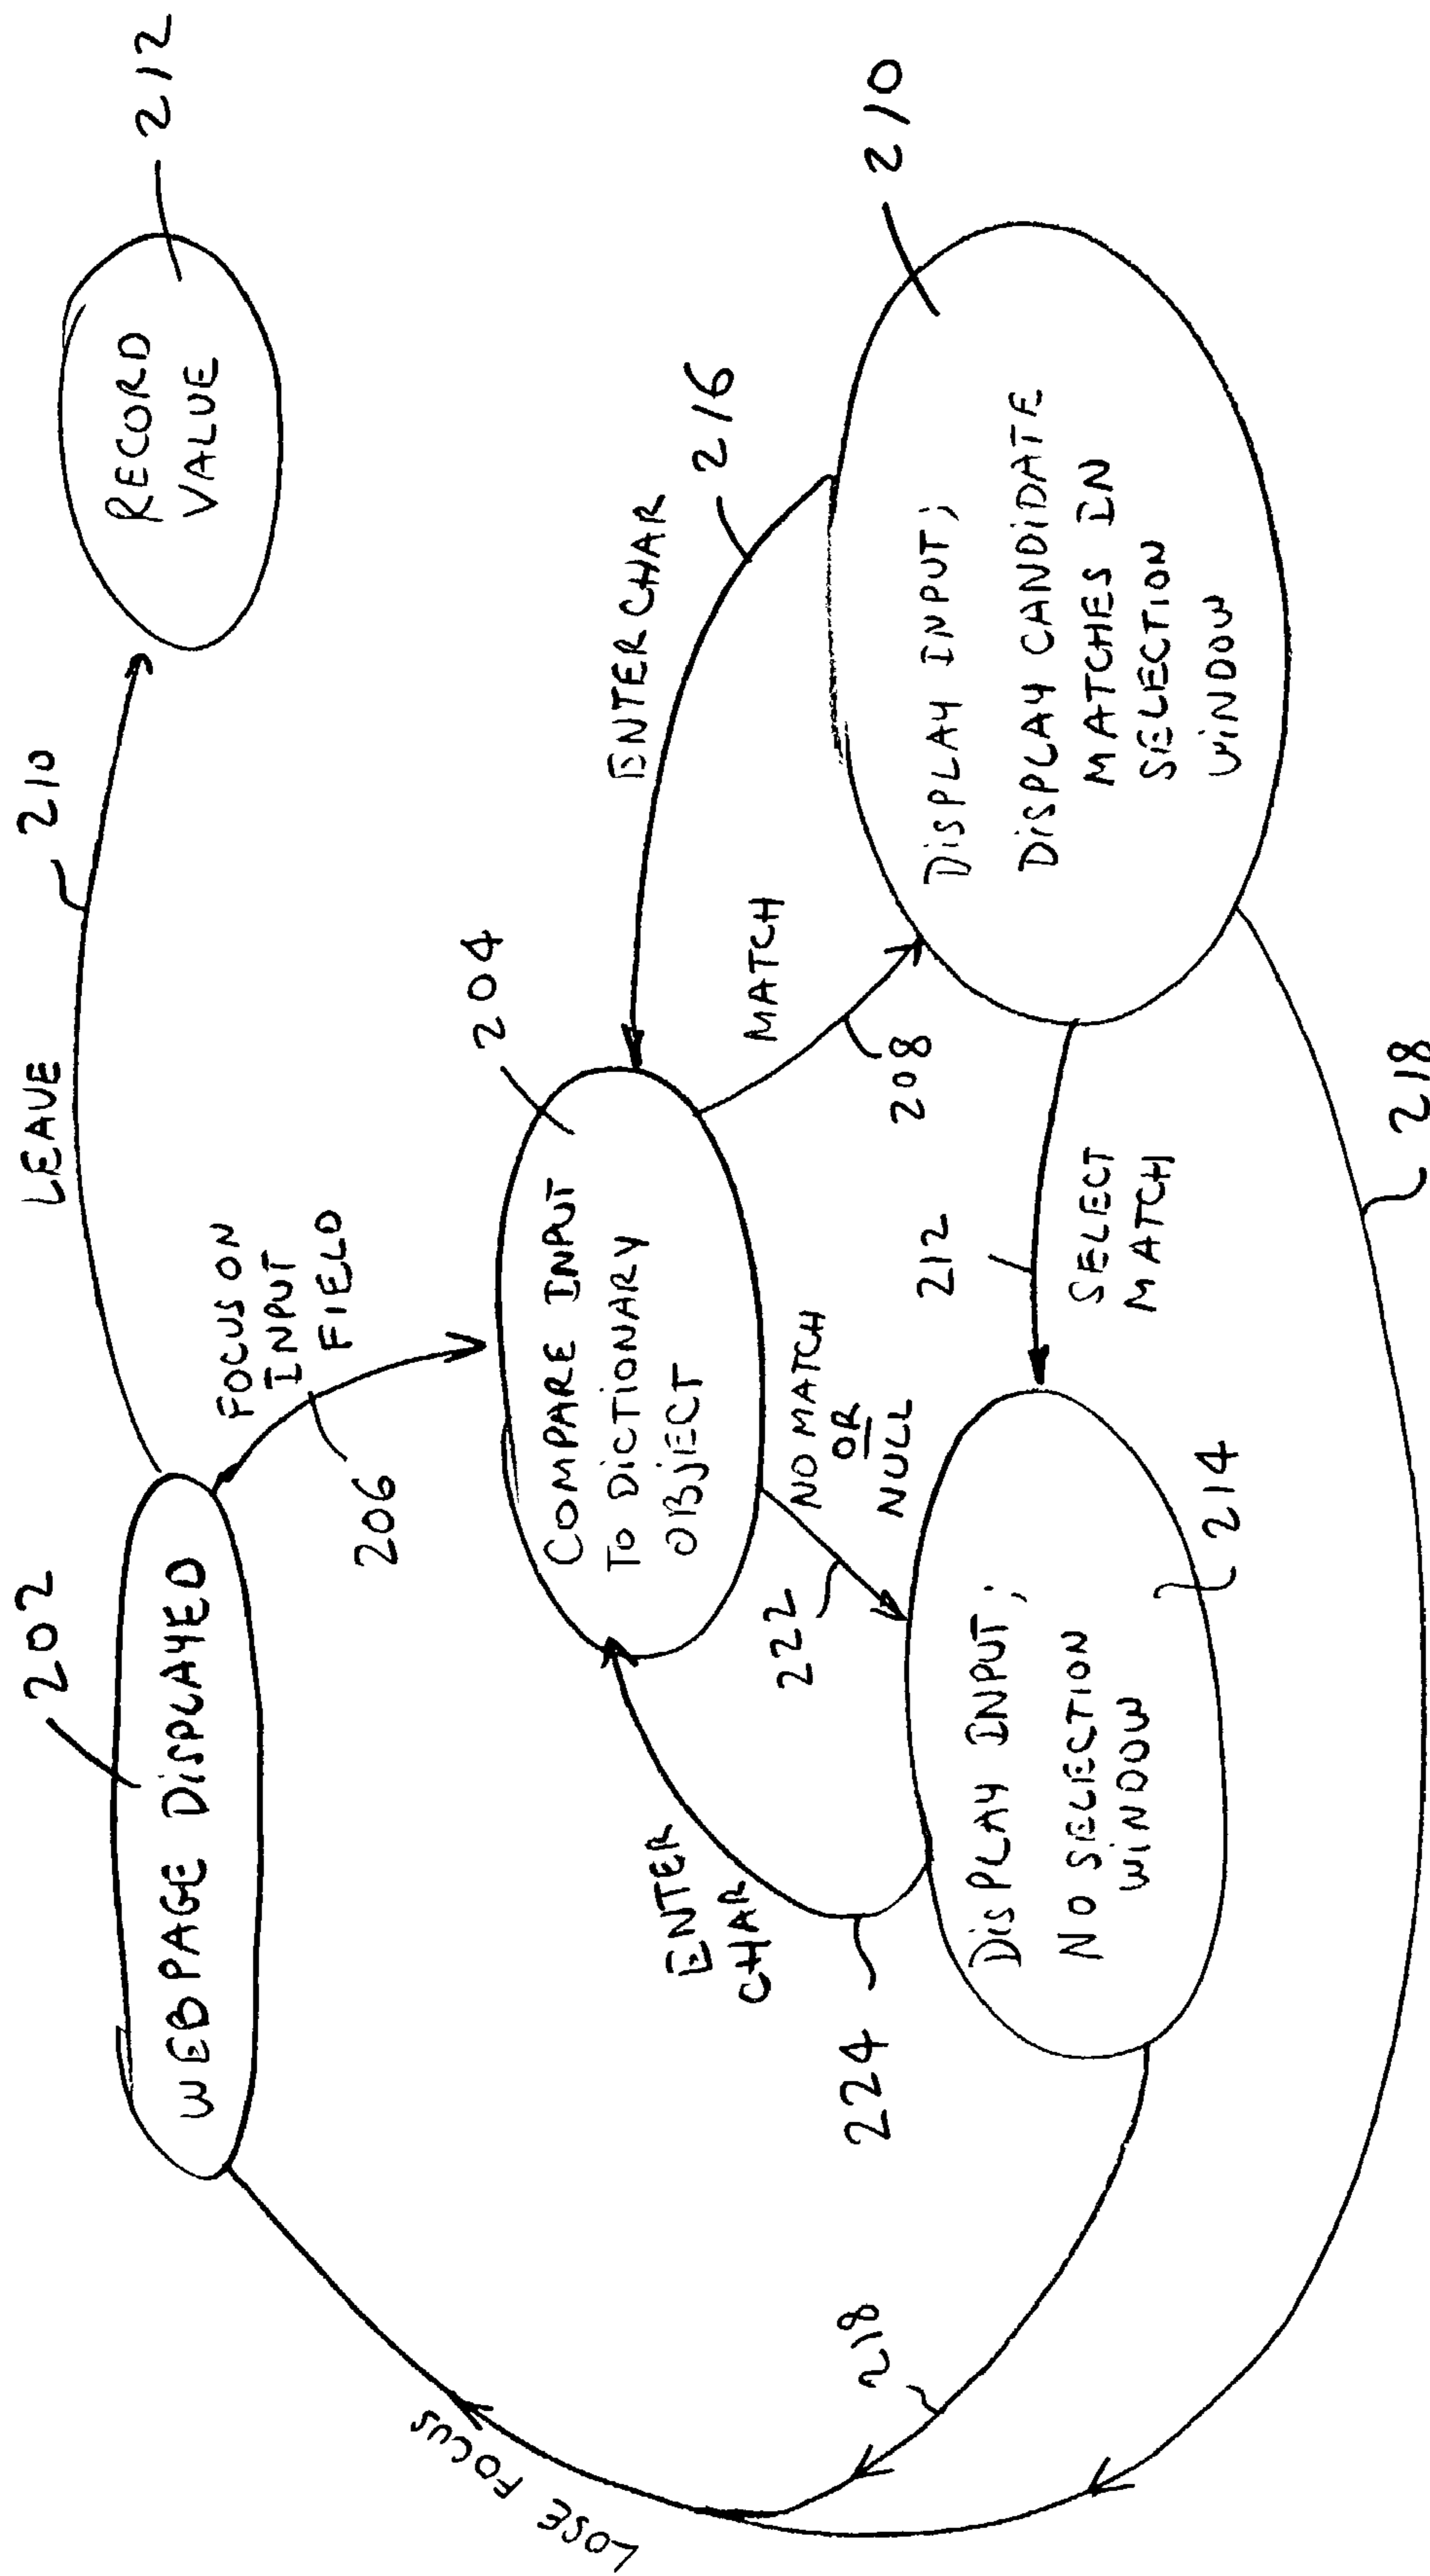 202
WEBPAGE DISPLAYED
LEAVE
210
RECORD
VALUE
212
FOCUS ON
INPUT
FIELD
206
204
COMPARE INPUT
TO DICTIONARY
OBJECT
ENTER CHAR
216
MATCH
208
NO MATCH
OR
NULL
222
ENTER
CHAR
224
DISPLAY INPUT;
NO SELECTION
WINDOW
214
212
SELECT
MATCH
DISPLAY INPUT;
DISPLAY CANDIDATE
MATCHES IN
SELECTION
WINDOW
210
LOSE FOCUS
218
218